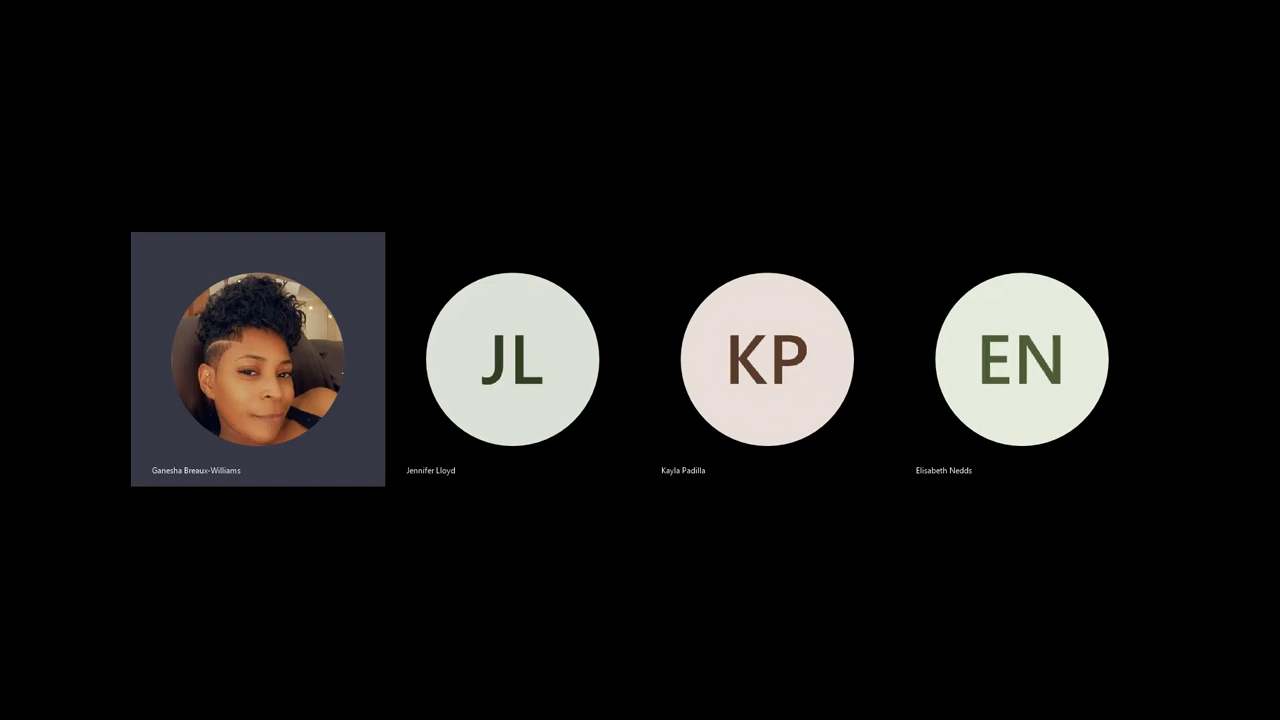 JL
KP
EN
Ganesha Breaux-Williams
Jennifer Lloyd
Kayla Padilla
Elisabeth Nedds